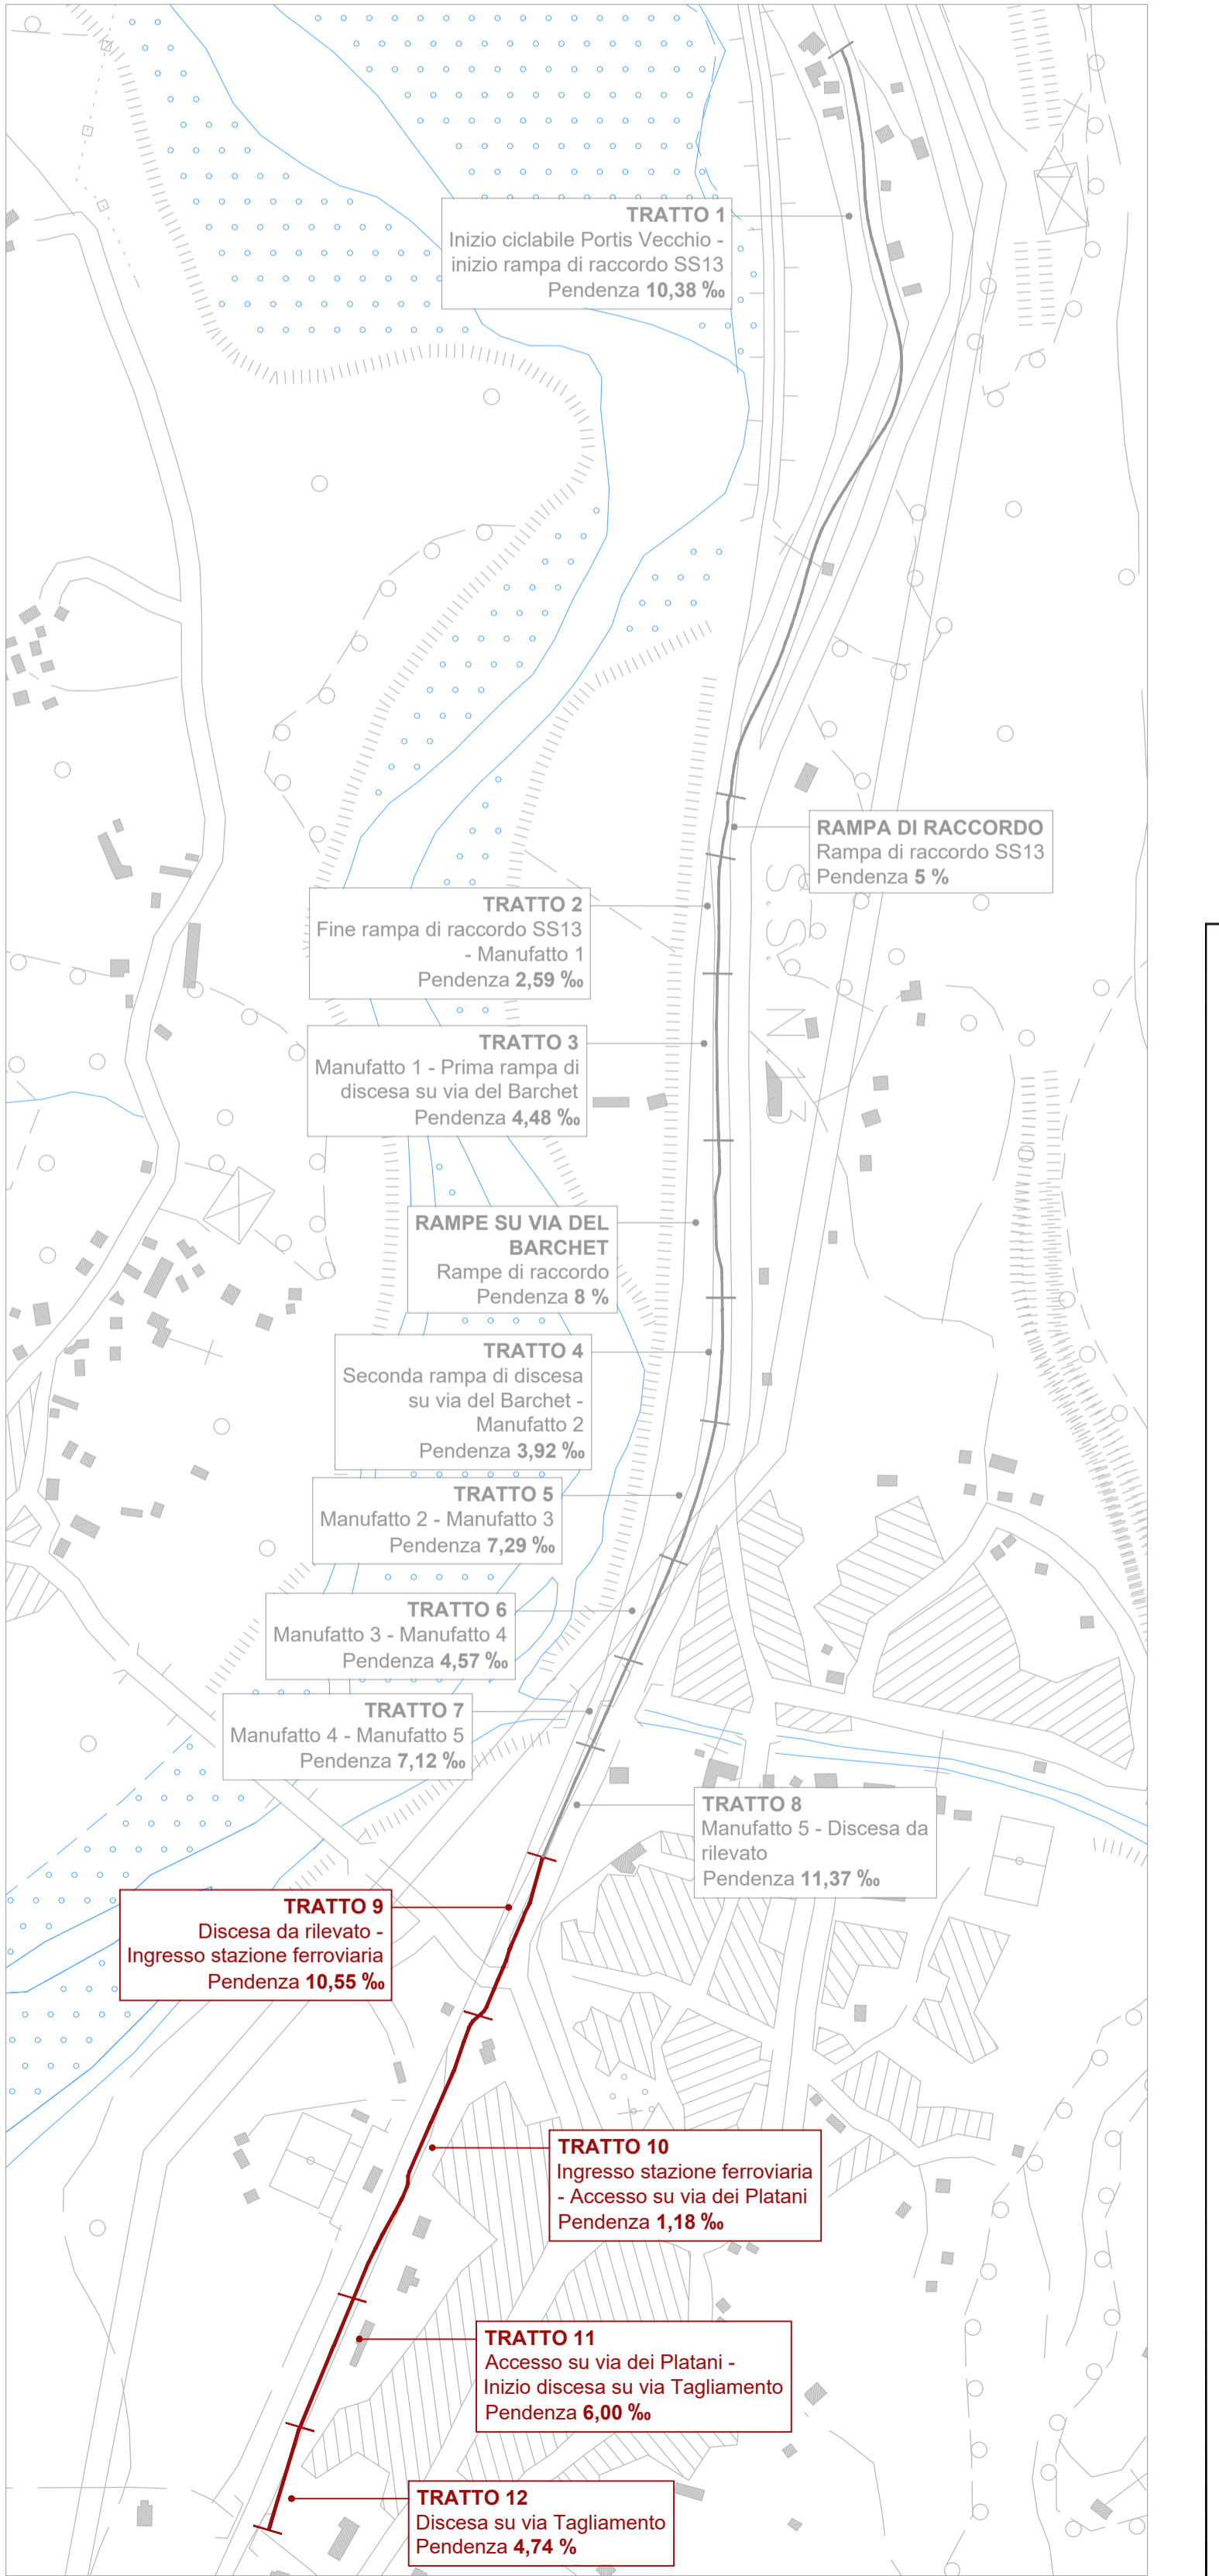 TRATTO 1
Inizio ciclabile Portis Vecchio -
inizio rampa di raccordo SS13
Pendenza 10,38 ‰
RAMPA DI RACCORDO
Rampa di raccordo SS13
Pendenza 5 %
TRATTO 2
Fine rampa di raccordo SS13
- Manufatto 1
Pendenza 2,59 ‰
TRATTO 3
Manufatto 1 - Prima rampa di
discesa su via del Barchet
Pendenza 4,48 ‰
RAMPE SU VIA DEL
BARCHET
Rampe di raccordo
Pendenza 8 %
TRATTO 4
Seconda rampa di discesa
su via del Barchet -
Manufatto 2
Pendenza 3,92 ‰
TRATTO 5
Manufatto 2 - Manufatto 3
Pendenza 7,29 ‰
TRATTO 6
Manufatto 3 - Manufatto 4
Pendenza 4,57 ‰
TRATTO 7
Manufatto 4 - Manufatto 5
Pendenza 7,12 ‰
TRATTO 8
Manufatto 5 - Discesa da
rilevato
Pendenza 11,37 ‰
TRATTO 9
Discesa da rilevato -
Ingresso stazione ferroviaria
Pendenza 10,55 ‰
TRATTO 10
Ingresso stazione ferroviaria
- Accesso su via dei Platani
Pendenza 1,18 ‰
TRATTO 11
Accesso su via dei Platani -
Inizio discesa su via Tagliamento
Pendenza 6,00 ‰
TRATTO 12
Discesa su via Tagliamento
Pendenza 4,74 %